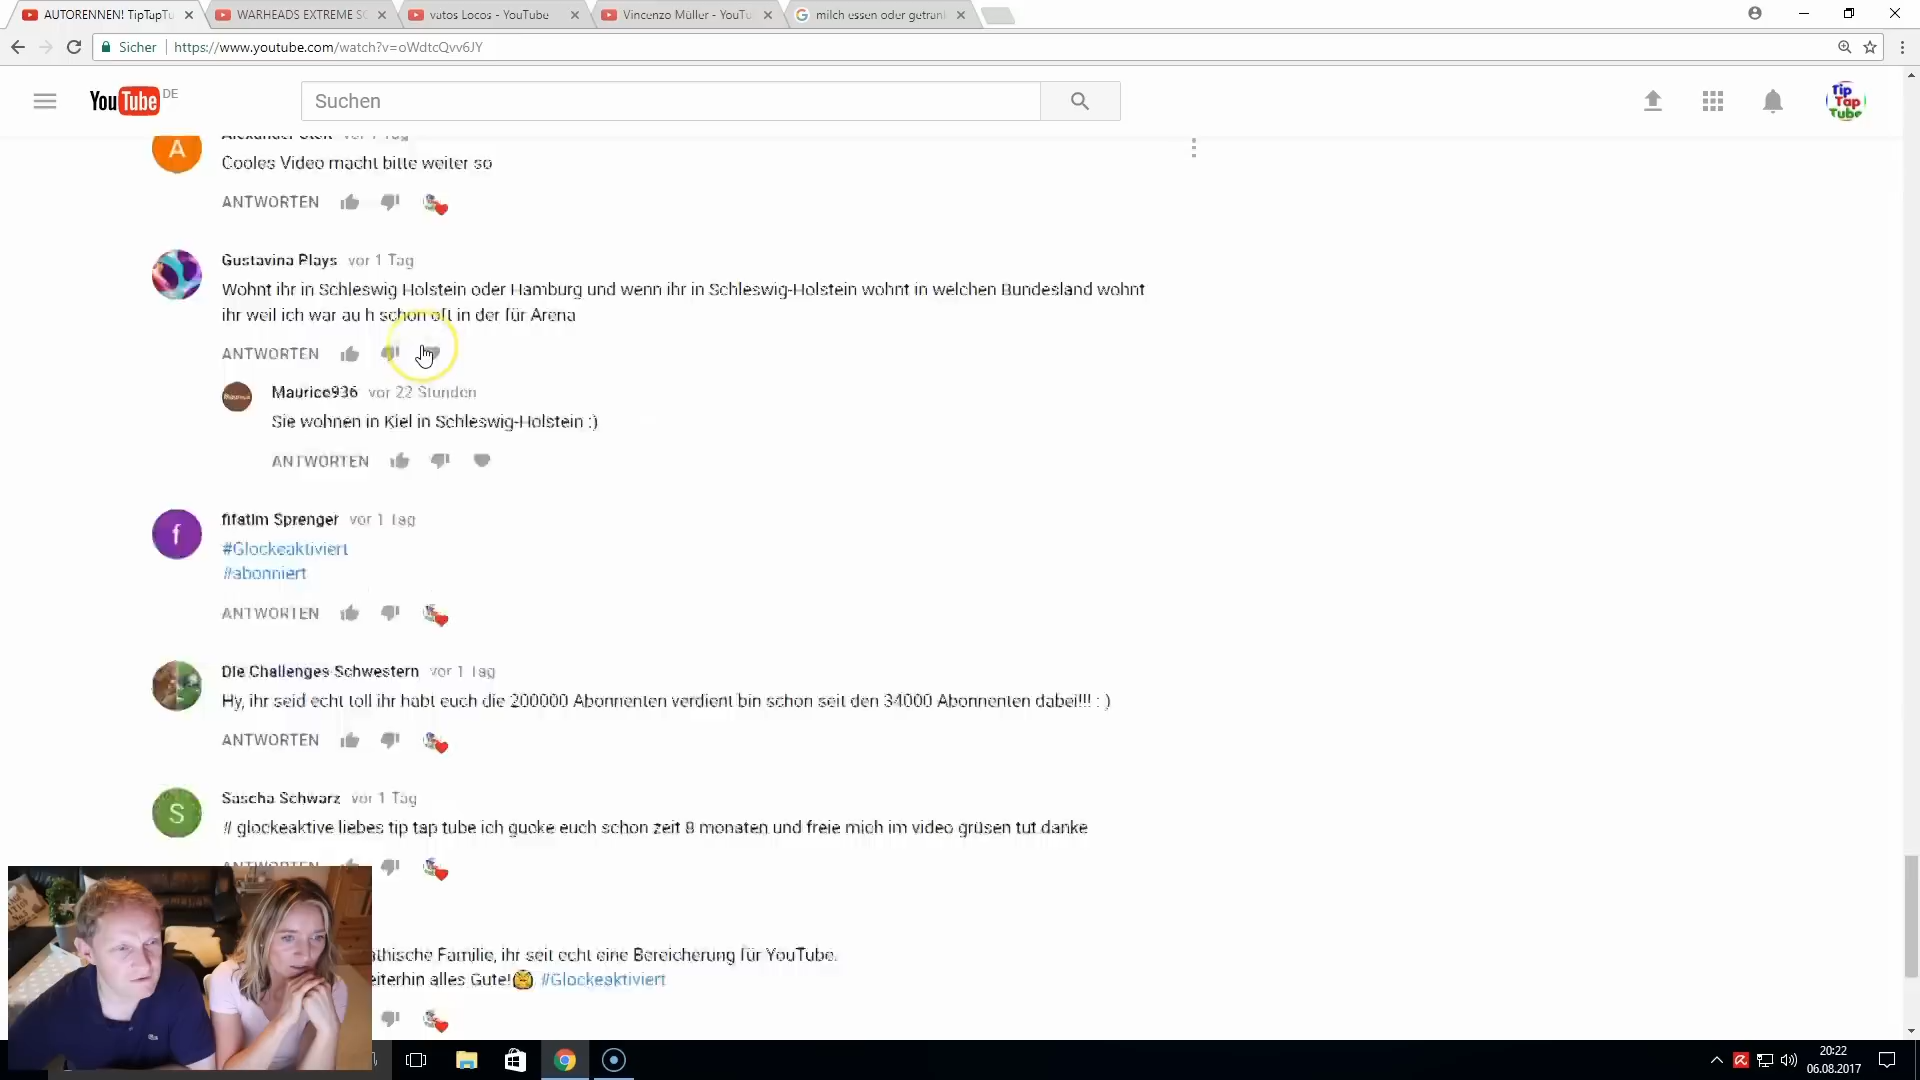 AUTORENNEN! TipTapTu
WARHEADS EXTREME SO
vatos Locos - YouTube
Vincenzo Müller - YouTu
milch essen oder getrank
Sicher
https://www.youtube.com/watch?v=oWdtcQvv6JY
YouTube DE
Suchen
Tip
Tap
Tube
vor 1 Tag
A
Cooles Video macht bitte weiter so
ANTWORTEN
Gustavina Plays vor 1 Tag
Wohnt ihr in Schleswig Holstein oder Hamburg und wenn ihr in Schleswig-Holstein wohnt in welchen Bundesland wohnt
ihr weil ich war au h schon oft in der für Arena
ANTWORTEN
Maurice936 vor 22 Stunden
Sie wohnen in Kiel in Schleswig-Holstein :)
ANTWORTEN
fifatim Sprenger vor 1 Tag
f
#Glockeaktiviert
#abonniert
ANTWORTEN
Die Challenges Schwestern vor 1 Tag
Hy, ihr seid echt toll ihr habt euch die 200000 Abonnenten verdient bin schon seit den 34000 Abonnenten dabei!!! : )
ANTWORTEN
Sascha Schwarz vor 1 Tag
S
# glockeaktive liebes tip tap tube ich gucke euch schon zeit 8 monaten und freie mich im video grüsen tut danke
ANTWORTEN
thische Familie, ihr seit echt eine Bereicherung für YouTube.
eiterhin alles Gute! #Glockeaktiviert
20:22
06.08.2017